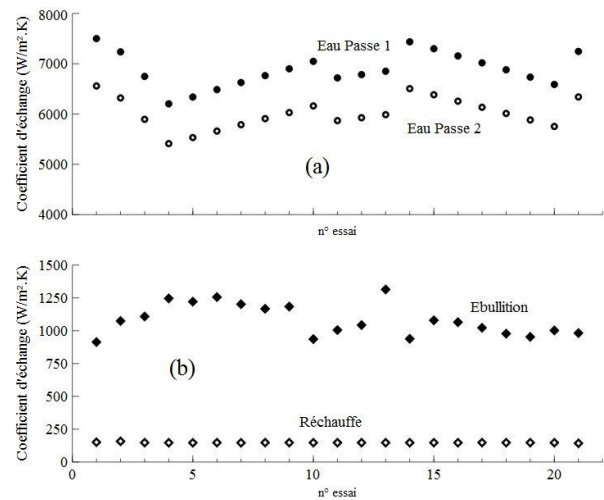 8000
7000
6000
5000
4000
Coefficient d'échange (W/m².K)
Eau Passe 1
Eau Passe 2
(a)
n° essai
1500
1250
1000
750
500
250
0
Coefficient d'échange (W/m².K)
Ebullition
(b)
Réchauffe
0 5 10 15 20
n° essai